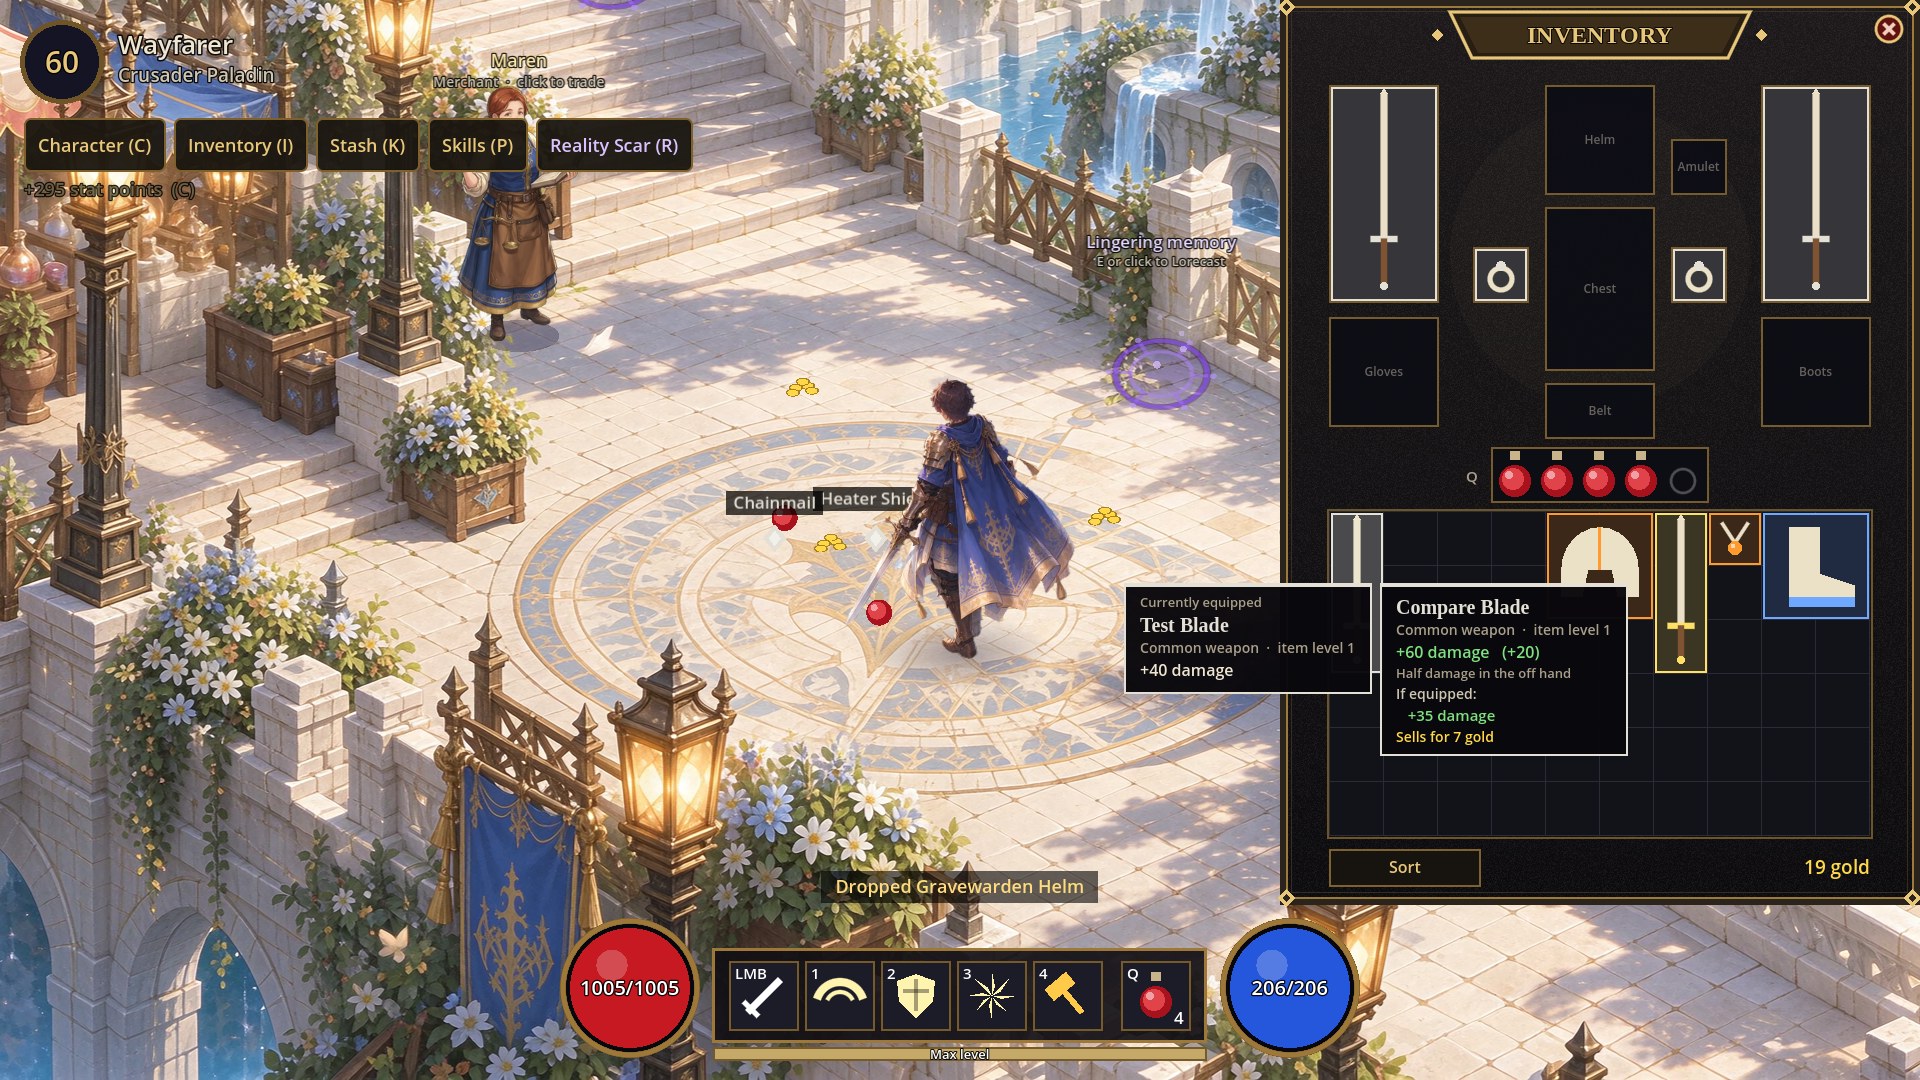 60
Wayfarer
Crusader Paladin
Character (C)
Inventory (I)
Stash (K)
Skills (P)
Reality Scar (R)
+295 stat points (C)
Maren
Merchant · click to trade
Lingering memory
E or click to Lorecast
Chainmail
Heater Shi
Dropped Gravewarden Helm
1005/1005
LMB
1
2
3
4
Q
4
206/206
Max level
INVENTORY
Helm
Amulet
Chest
Gloves
Boots
Belt
Q
Currently equipped
Test Blade
Common weapon · item level 1
+40 damage
Compare Blade
Common weapon · item level 1
+60 damage (+20)
Half damage in the off hand
If equipped:
+35 damage
Sells for 7 gold
Sort
19 gold